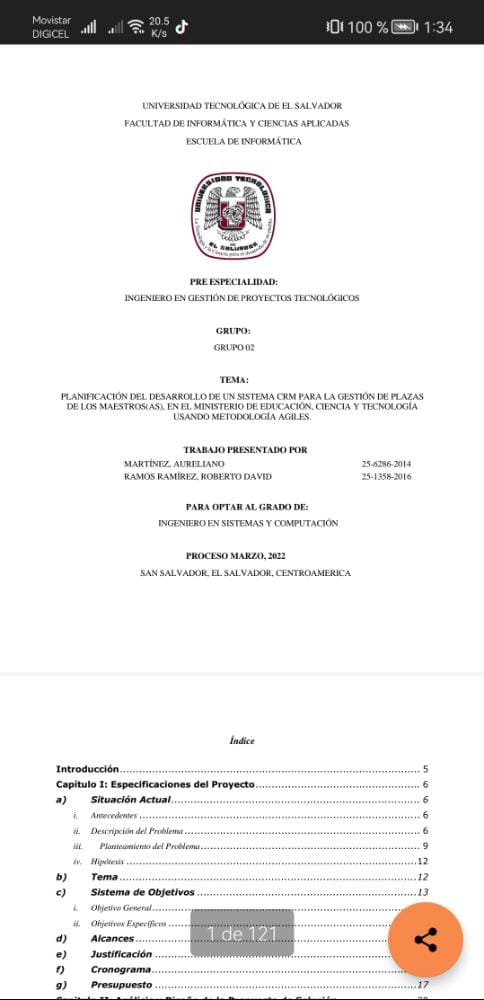 Movistar
DIGICEL
20.5
K/s
100 %
1:34
UNIVERSIDAD TECNOLÓGICA DE EL SALVADOR
FACULTAD DE INFORMÁTICA Y CIENCIAS APLICADAS
ESCUELA DE INFORMÁTICA
UNIVERSIDAD TECNOLOGICA
EL SALVADOR
PRE ESPECIALIDAD:
INGENIERO EN GESTIÓN DE PROYECTOS TECNOLÓGICOS
GRUPO:
GRUPO 02
TEMA:
PLANIFICACIÓN DEL DESARROLLO DE UN SISTEMA CRM PARA LA GESTIÓN DE PLAZAS
DE LOS MAESTROS(AS), EN EL MINISTERIO DE EDUCACIÓN, CIENCIA Y TECNOLOGÍA
USANDO METODOLOGÍA AGILES.
TRABAJO PRESENTADO POR
MARTÍNEZ, AURELIANO 25-6286-2014
RAMOS RAMÍREZ, ROBERTO DAVID 25-1358-2016
PARA OPTAR AL GRADO DE:
INGENIERO EN SISTEMAS Y COMPUTACIÓN
PROCESO MARZO, 2022
SAN SALVADOR, EL SALVADOR, CENTROAMERICA
Índice
Introducción 5
Capítulo I: Especificaciones del Proyecto 6
a) Situación Actual 6
i. Antecedentes 6
ii. Descripción del Problema 6
iii. Planteamiento del Problema 9
iv. Hipótesis 12
b) Tema 12
c) Sistema de Objetivos 13
i. Objetivo General
ii. Objetivos Específicos
1 de 121
d) Alcances
e) Justificación
f) Cronograma
g) Presupuesto 17